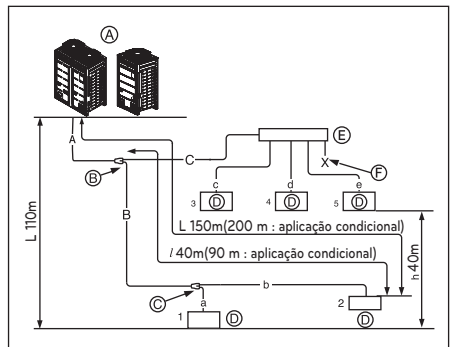 A
A
E
C
X
F
B
c
d
e
3 D
4 D
5 D
B
L 110m
L 150m(200 m : aplicação condicional)
l 40m(90 m : aplicação condicional)
h 40m
b
C
a
2
1 D
D